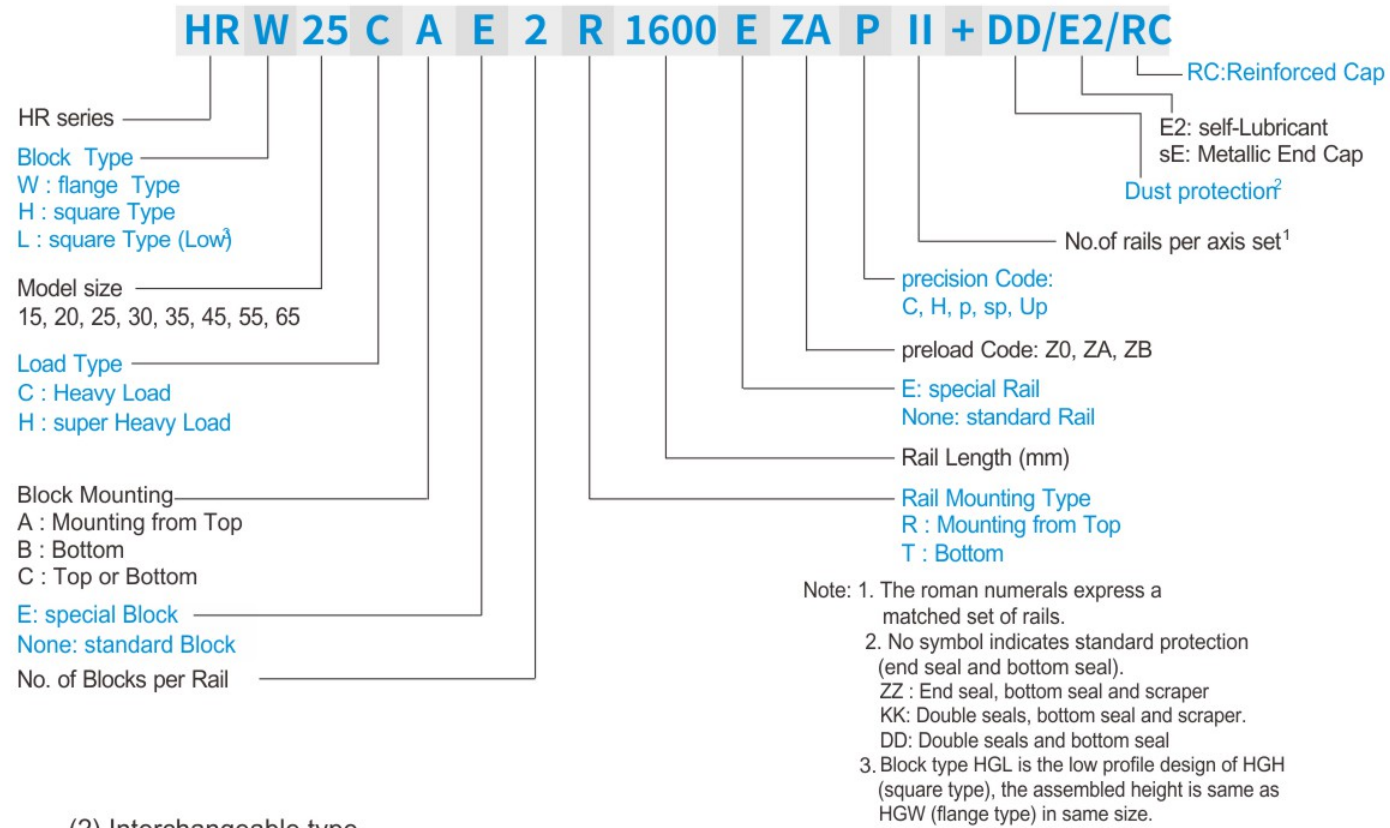 HR W 25 C A E 2 R 1600 E ZA P II + DD/E2/RC
HR series
Block Type
W : flange Type
H : square Type
L : square Type (Low³)
Model size
15, 20, 25, 30, 35, 45, 55, 65
Load Type
C : Heavy Load
H : super Heavy Load
Block Mounting
A : Mounting from Top
B : Bottom
C : Top or Bottom
E: special Block
None: standard Block
No. of Blocks per Rail
RC:Reinforced Cap
E2: self-Lubricant
sE: Metallic End Cap
Dust protection²
No.of rails per axis set¹
precision Code:
C, H, p, sp, Up
preload Code: Z0, ZA, ZB
E: special Rail
None: standard Rail
Rail Length (mm)
Rail Mounting Type
R : Mounting from Top
T : Bottom
Note: 1. The roman numerals express a
matched set of rails.
2. No symbol indicates standard protection
(end seal and bottom seal).
ZZ : End seal, bottom seal and scraper
KK: Double seals, bottom seal and scraper.
DD: Double seals and bottom seal
3. Block type HGL is the low profile design of HGH
(square type), the assembled height is same as
HGW (flange type) in same size.
(2) Interchangeable type